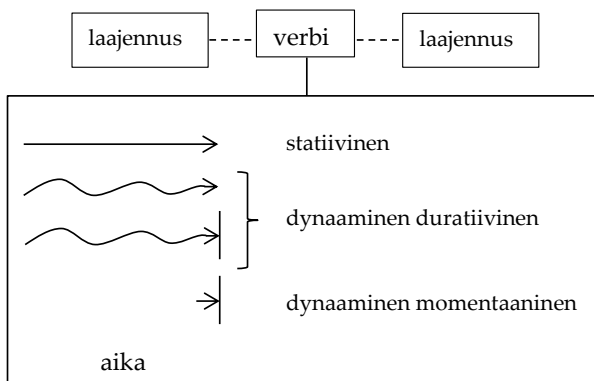 laajennus verbi laajennus
statiivinen
dynaaminen duratiivinen
dynaaminen momentaaninen
aika